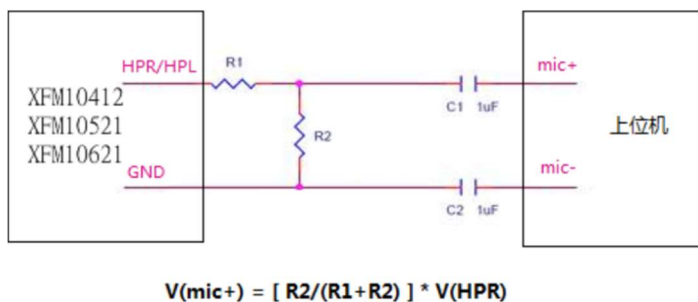 HPR/HPL
R1
mic+
XFM10412
XFM10521
XFM10621
C1 1uF
R2
上位机
GND
mic-
C2 1uF
V(mic+) = [ R2/(R1+R2) ] * V(HPR)